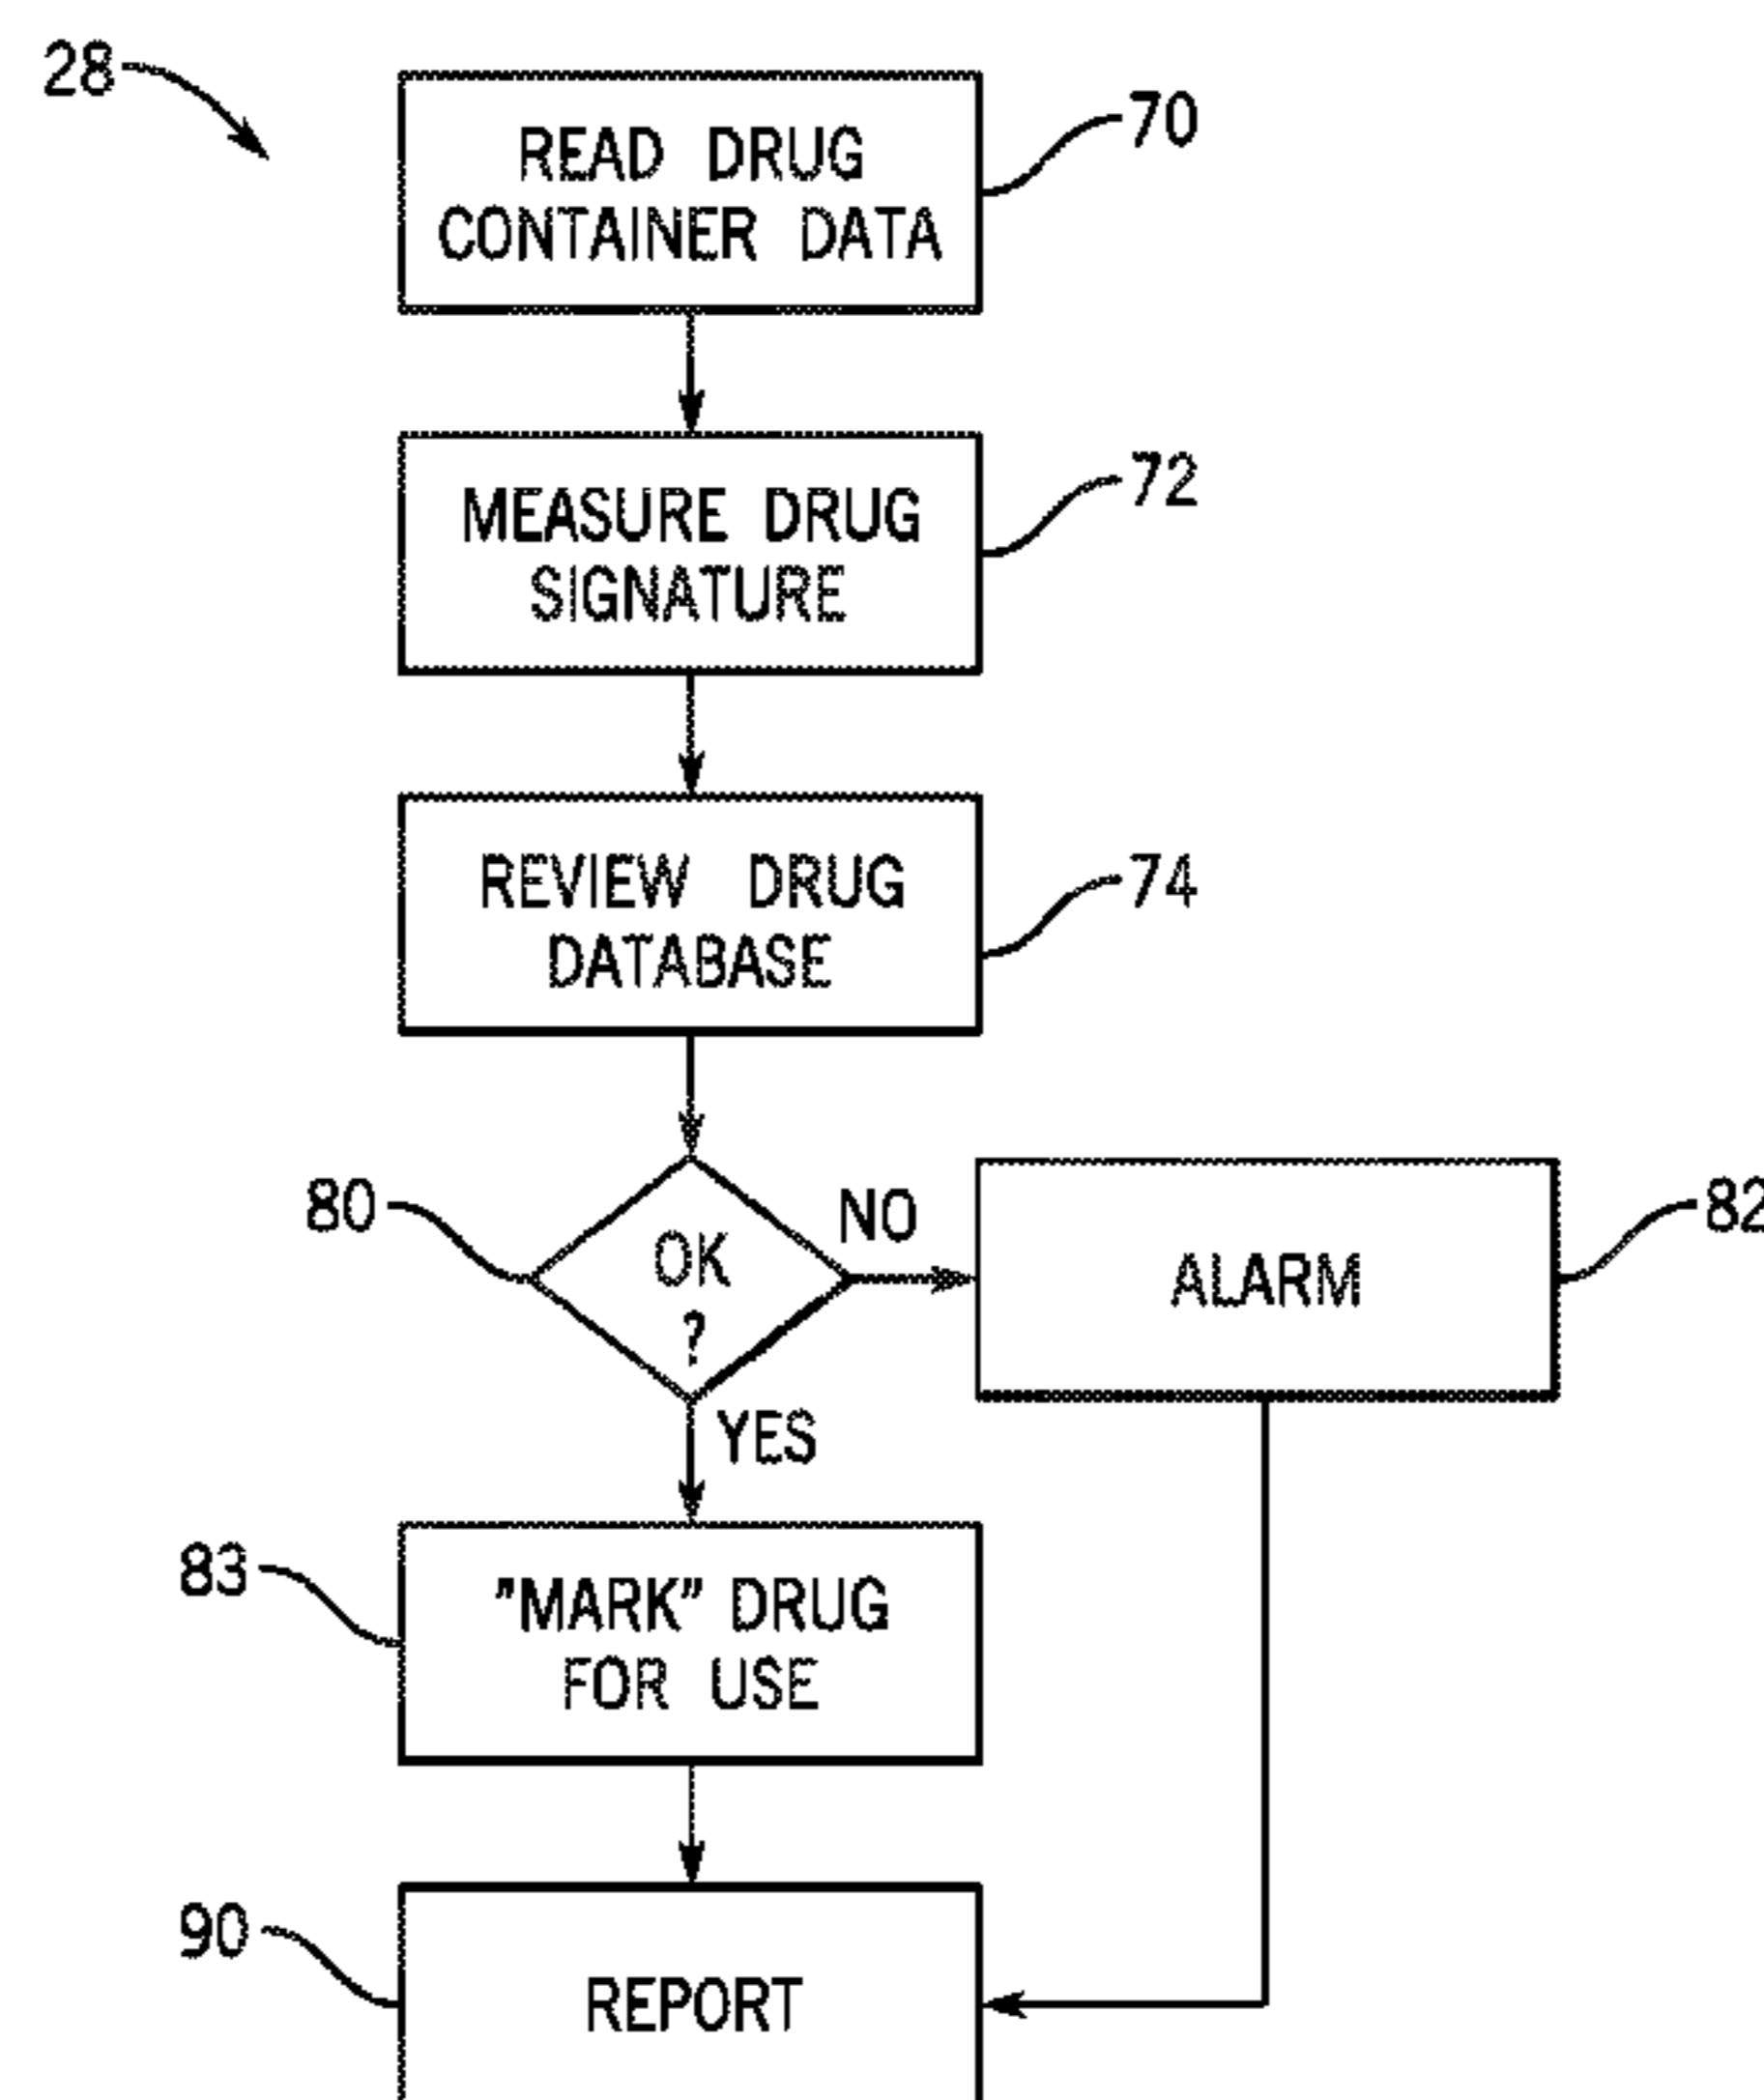 28
READ DRUG
CONTAINER DATA
70
MEASURE DRUG
SIGNATURE
72
REVIEW DRUG
DATABASE
74
80
OK
?
NO
ALARM
82
YES
83
"MARK" DRUG
FOR USE
90
REPORT